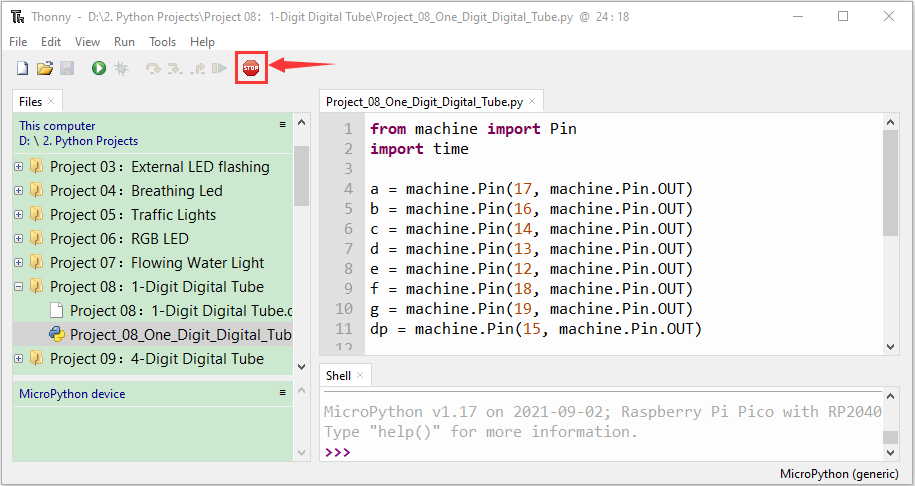 Thonny - D:\2. Python Projects\Project 08：1-Digit Digital Tube\Project_08_One_Digit_Digital_Tube.py @ 24 : 18
File Edit View Run Tools Help
STOP
Files ×
This computer
D: \ 2. Python Projects
Project 03：External LED flashing
Project 04：Breathing Led
Project 05：Traffic Lights
Project 06：RGB LED
Project 07：Flowing Water Light
Project 08：1-Digit Digital Tube
Project 08：1-Digit Digital Tube.c
Project_08_One_Digit_Digital_Tub
Project 09：4-Digit Digital Tube
MicroPython device
Project_08_One_Digit_Digital_Tube.py ×
1 from machine import Pin
2 import time
3
4 a = machine.Pin(17, machine.Pin.OUT)
5 b = machine.Pin(16, machine.Pin.OUT)
6 c = machine.Pin(14, machine.Pin.OUT)
7 d = machine.Pin(13, machine.Pin.OUT)
8 e = machine.Pin(12, machine.Pin.OUT)
9 f = machine.Pin(18, machine.Pin.OUT)
10 g = machine.Pin(19, machine.Pin.OUT)
11 dp = machine.Pin(15, machine.Pin.OUT)
12
Shell ×
MicroPython v1.17 on 2021-09-02; Raspberry Pi Pico with RP2040
Type "help()" for more information.
>>>
MicroPython (generic)